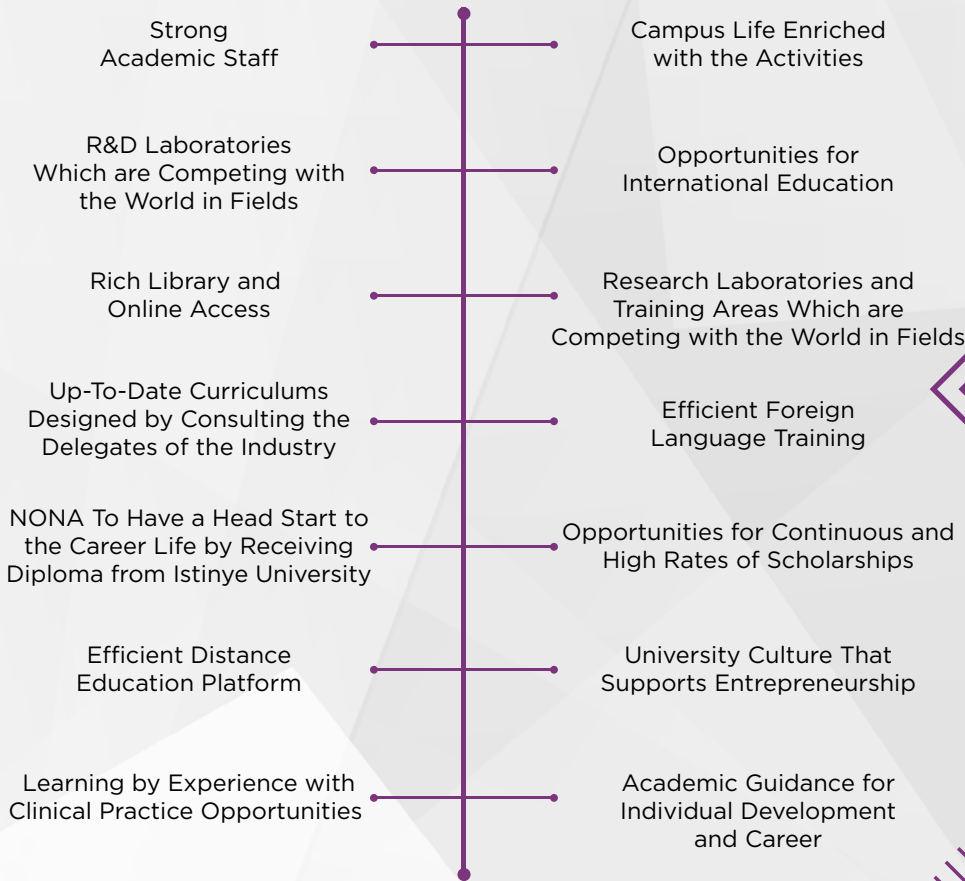 Strong
Academic Staff
Campus Life Enriched
with the Activities
R&D Laboratories
Which are Competing with
the World in Fields
Opportunities for
International Education
Rich Library and
Online Access
Research Laboratories and
Training Areas Which are
Competing with the World in Fields
Up-To-Date Curriculums
Designed by Consulting the
Delegates of the Industry
Efficient Foreign
Language Training
NONA To Have a Head Start to
the Career Life by Receiving
Diploma from Istinye University
Opportunities for Continuous and
High Rates of Scholarships
Efficient Distance
Education Platform
University Culture That
Supports Entrepreneurship
Learning by Experience with
Clinical Practice Opportunities
Academic Guidance for
Individual Development
and Career